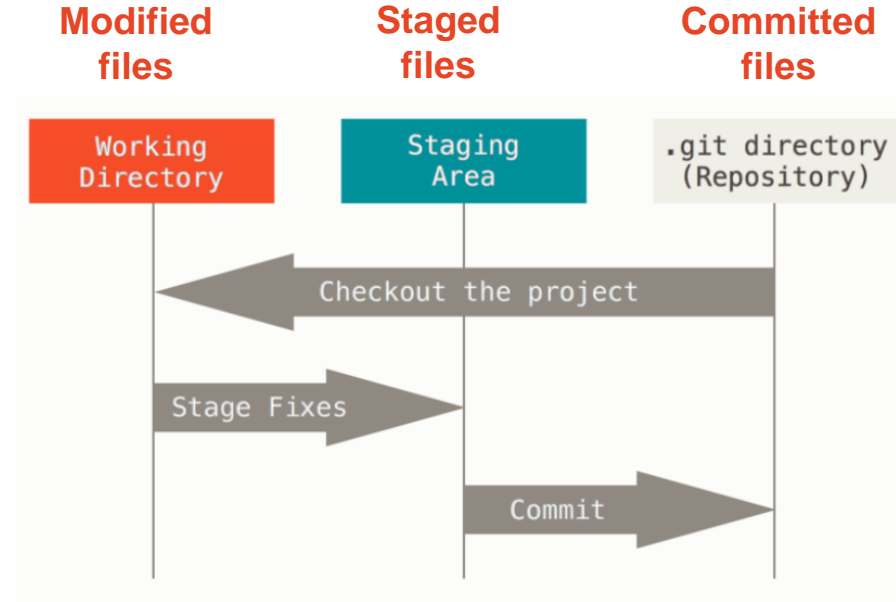 Modified
files
Staged
files
Committed
files
Working
Directory
Staging
Area
.git directory
(Repository)
Checkout the project
Stage Fixes
Commit